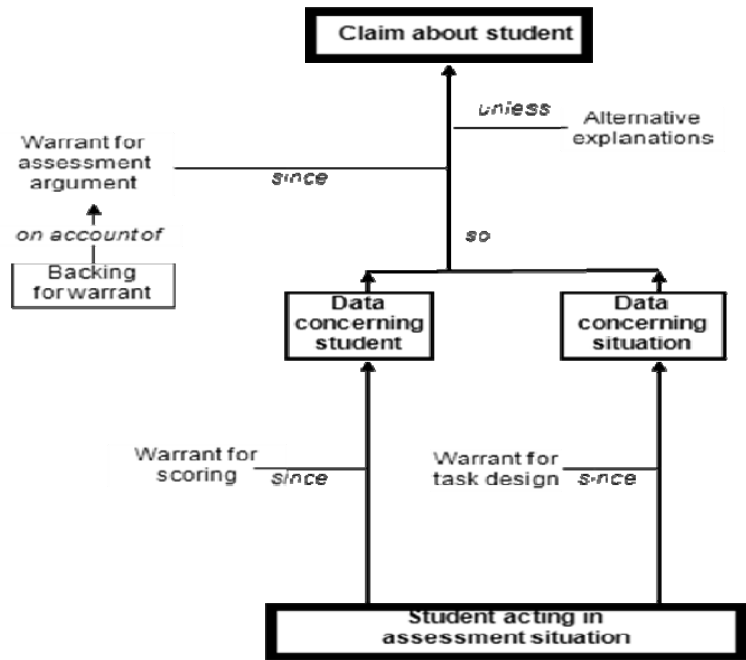 Claim about student
unless
Alternative
explanations
Warrant for
assessment
argument
since
on account of
so
Backing
for warrant
Data
concerning
student
Data
concerning
situation
Warrant for
scoring
since
Warrant for
task design
since
Student acting in
assessment situation